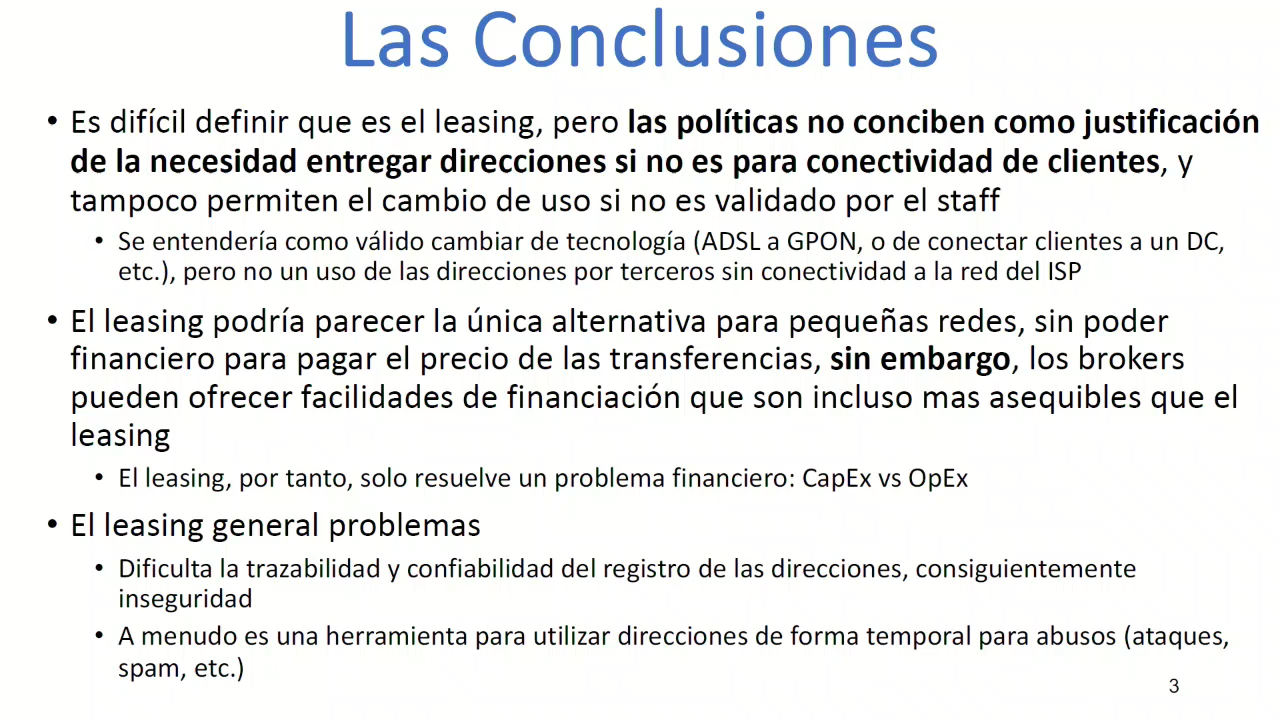 Las Conclusiones
• Es difícil definir que es el leasing, pero las políticas no conciben como justificación
de la necesidad entregar direcciones si no es para conectividad de clientes, y
tampoco permiten el cambio de uso si no es validado por el staff
• Se entendería como válido cambiar de tecnología (ADSL a GPON, o de conectar clientes a un DC,
etc.), pero no un uso de las direcciones por terceros sin conectividad a la red del ISP
• El leasing podría parecer la única alternativa para pequeñas redes, sin poder
financiero para pagar el precio de las transferencias, sin embargo, los brokers
pueden ofrecer facilidades de financiación que son incluso mas asequibles que el
leasing
• El leasing, por tanto, solo resuelve un problema financiero: CapEx vs OpEx
• El leasing general problemas
• Dificulta la trazabilidad y confiabilidad del registro de las direcciones, consiguientemente
inseguridad
• A menudo es una herramienta para utilizar direcciones de forma temporal para abusos (ataques,
spam, etc.)
3